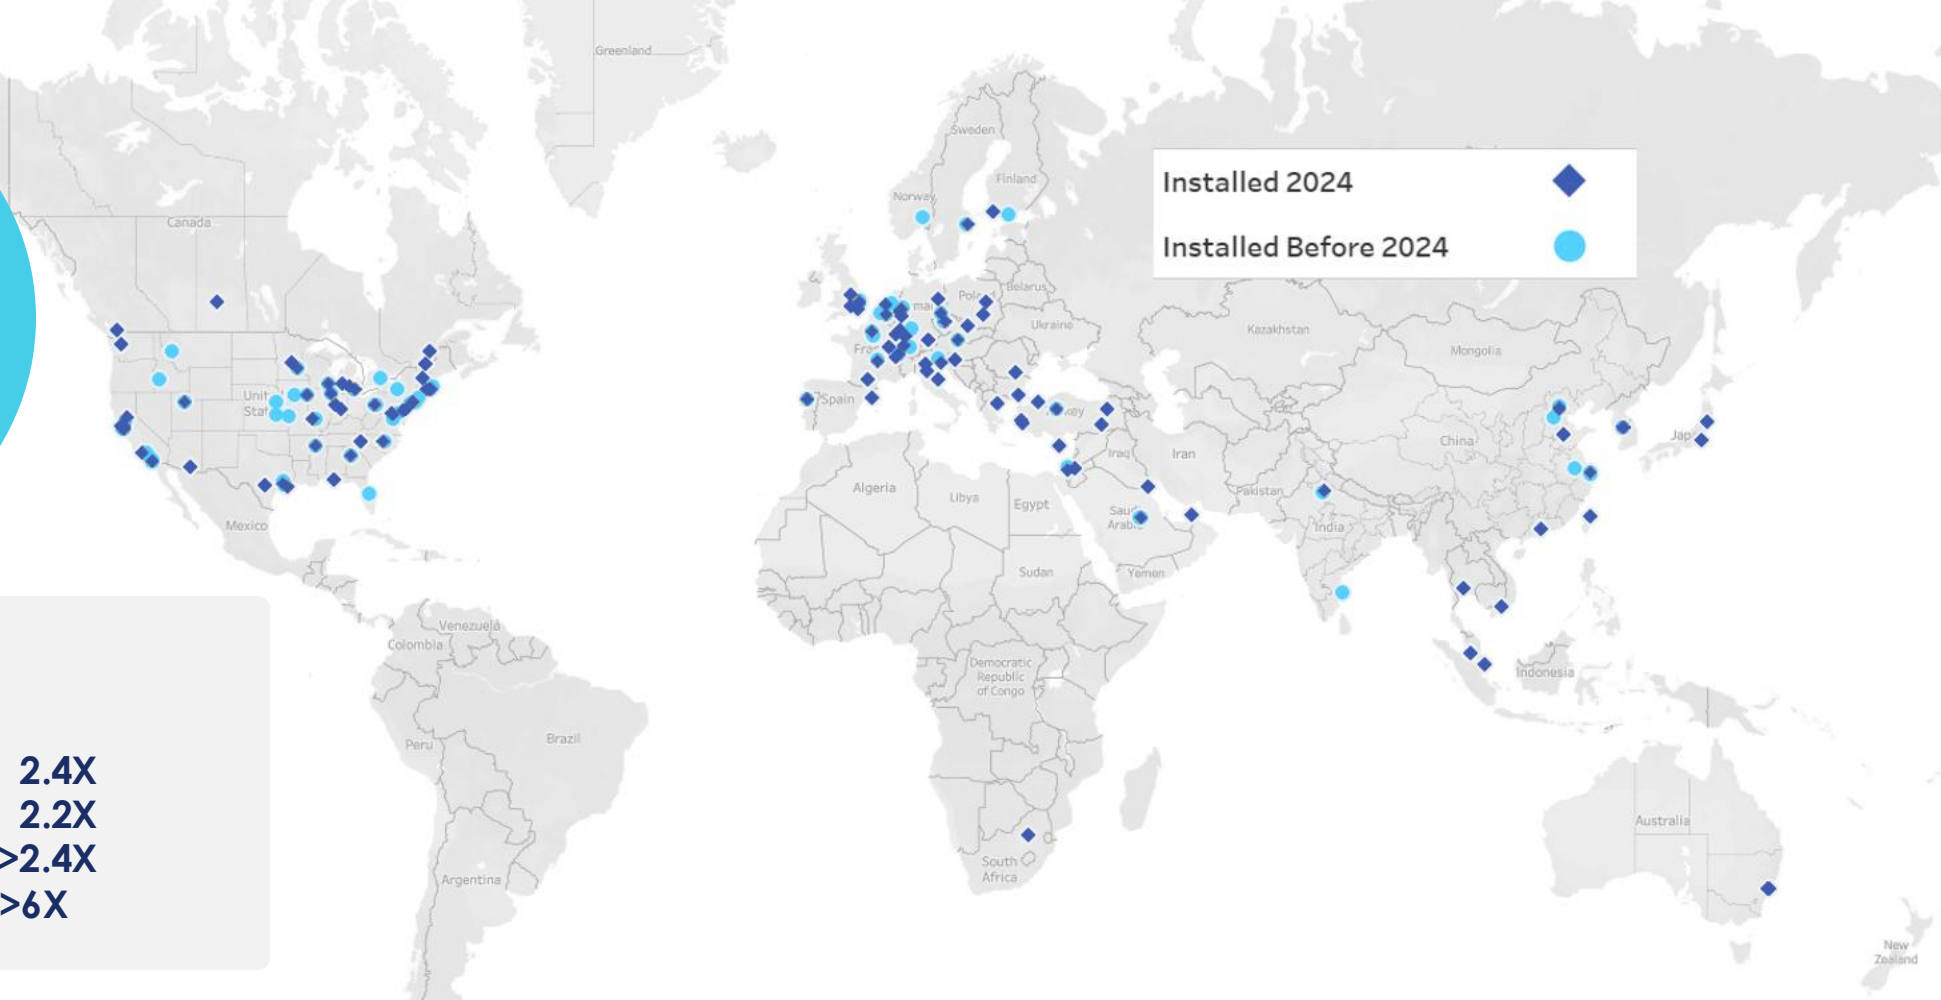 Greenland
Sweden
Finland
Norway
Installed 2024
Installed Before 2024
Canada
Belarus
Ukraine
Kazakhstan
Mongolia
Spain
China
Iraq
Iran
Algeria
Libya
Egypt
Pakistan
Mexico
India
Sudan
Yemen
Venezuela
Colombia
Democratic
Republic
of Congo
Indonesia
Brazil
Peru
2.4X
2.2X
>2.4X
>6X
Australia
South
Africa
Argentina
New
Zealand